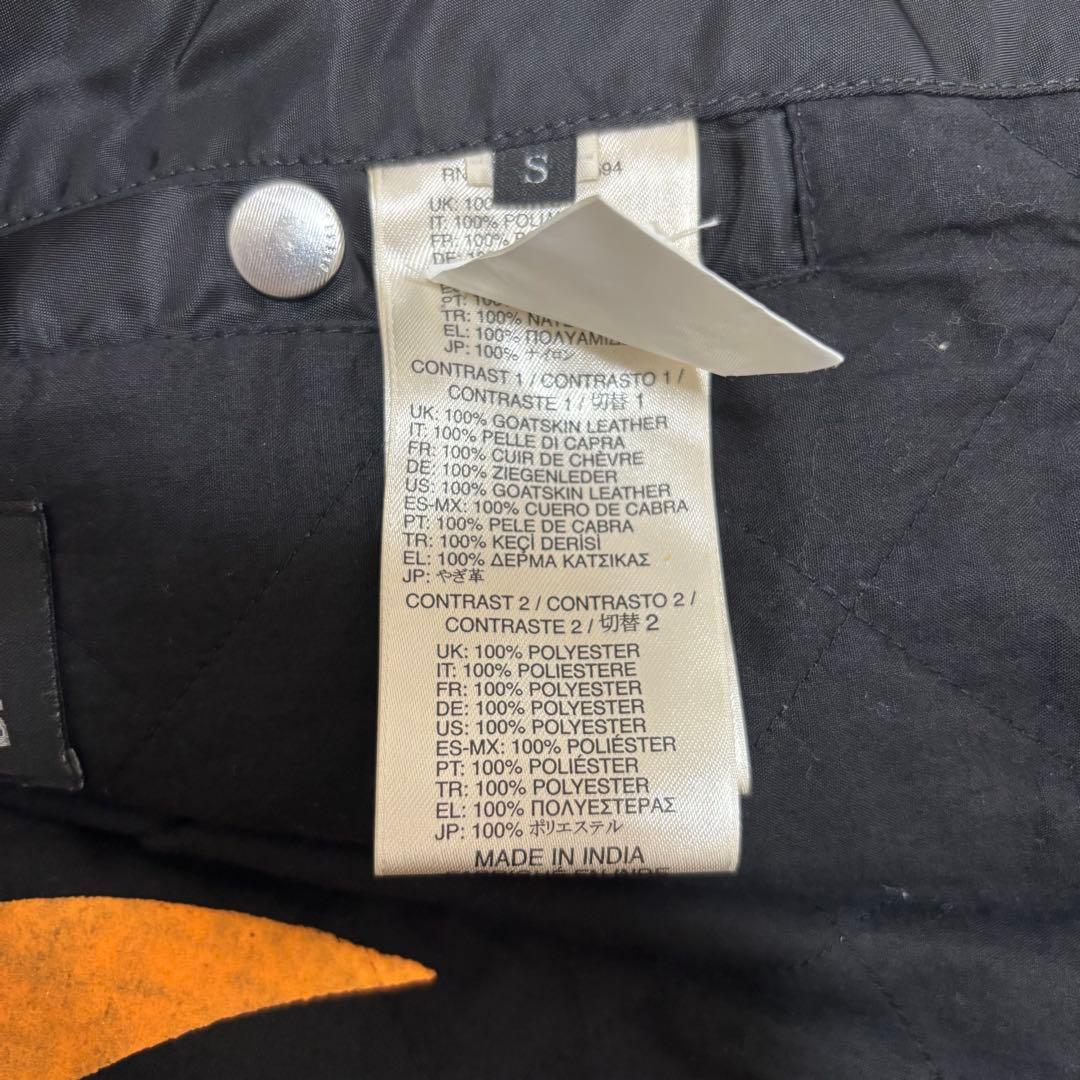 S
RN 94
UK: 100
IT: 100%
FR:
DE:
PT: 100%
TR: 100%
EL: 100% ΠΟΛΥΑΜΙΔ
JP: 100% ナイロン
CONTRAST 1 / CONTRASTO 1 /
CONTRASTE 1 / 切替 1
UK: 100% GOATSKIN LEATHER
IT: 100% PELLE DI CAPRA
FR: 100% CUIR DE CHÈVRE
DE: 100% ZIEGENLEDER
US: 100% GOATSKIN LEATHER
ES-MX: 100% CUERO DE CABRA
PT: 100% PELE DE CABRA
TR: 100% KEÇİ DERİSİ
EL: 100% ΔΕΡΜΑ ΚΑΤΣΙΚΑΣ
JP: やぎ革
CONTRAST 2 / CONTRASTO 2 /
CONTRASTE 2 / 切替 2
UK: 100% POLYESTER
IT: 100% POLIESTERE
FR: 100% POLYESTER
DE: 100% POLYESTER
US: 100% POLYESTER
ES-MX: 100% POLIÉSTER
PT: 100% POLIÉSTER
TR: 100% POLYESTER
EL: 100% ΠΟΛΥΕΣΤΕΡΑΣ
JP: 100% ポリエステル
MADE IN INDIA